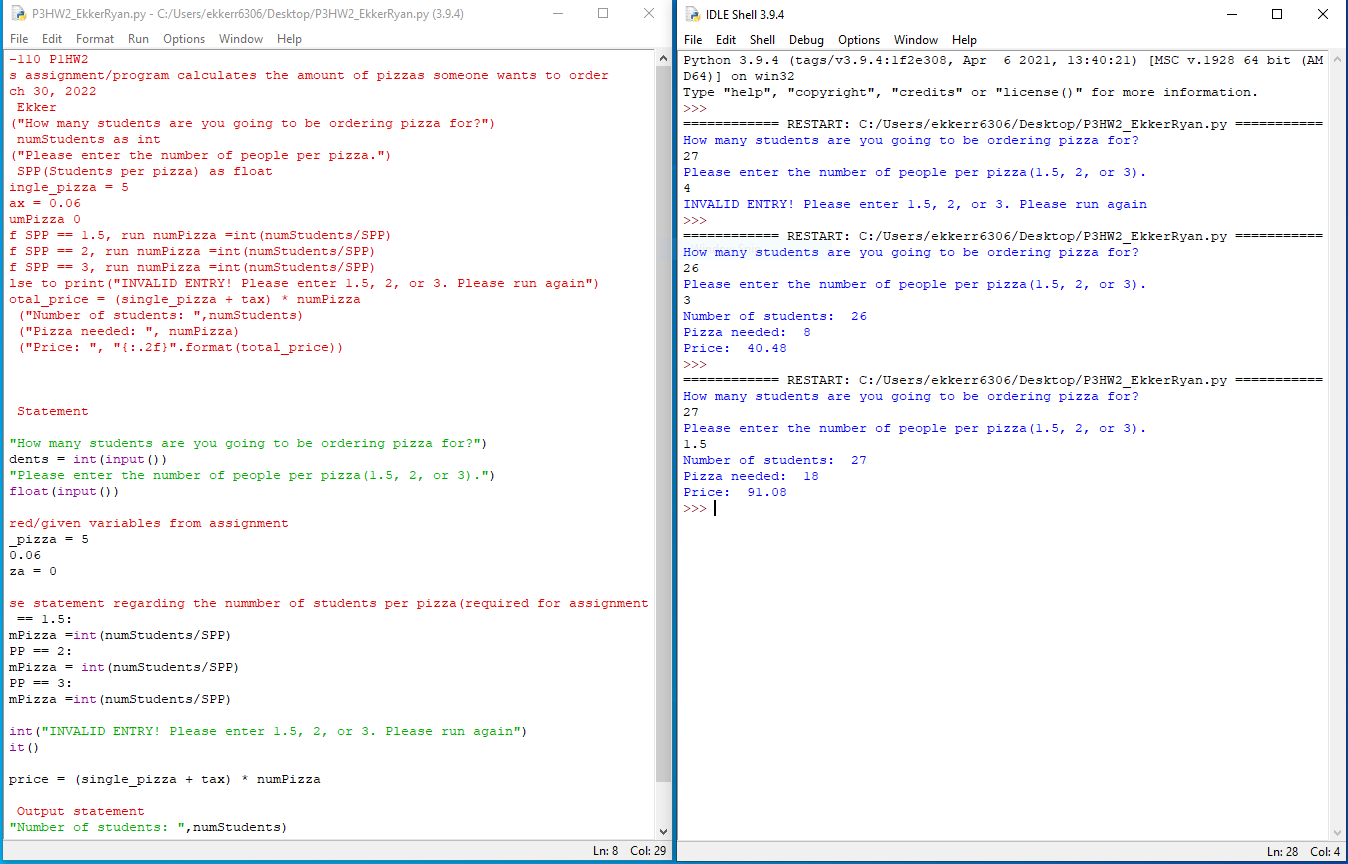 P3HW2_EkkerRyan.py - C:/Users/ekkerr6306/Desktop/P3HW2_EkkerRyan.py (3.9.4)
File Edit Format Run Options Window Help
-110 P1HW2
s assignment/program calculates the amount of pizzas someone wants to order
ch 30, 2022
Ekker
("How many students are you going to be ordering pizza for?")
numStudents as int
("Please enter the number of people per pizza.")
SPP(Students per pizza) as float
ingle_pizza = 5
ax = 0.06
umPizza 0
f SPP == 1.5, run numPizza =int(numStudents/SPP)
f SPP == 2, run numPizza =int(numStudents/SPP)
f SPP == 3, run numPizza =int(numStudents/SPP)
lse to print("INVALID ENTRY! Please enter 1.5, 2, or 3. Please run again")
otal_price = (single_pizza + tax) * numPizza
("Number of students: ",numStudents)
("Pizza needed: ", numPizza)
("Price: ", "{:.2f}".format(total_price))
Statement
"How many students are you going to be ordering pizza for?")
dents = int(input())
"Please enter the number of people per pizza(1.5, 2, or 3).")
float(input())
red/given variables from assignment
_pizza = 5
0.06
za = 0
se statement regarding the nummber of students per pizza(required for assignment
== 1.5:
mPizza =int(numStudents/SPP)
PP == 2:
mPizza = int(numStudents/SPP)
PP == 3:
mPizza =int(numStudents/SPP)
int("INVALID ENTRY! Please enter 1.5, 2, or 3. Please run again")
it()
price = (single_pizza + tax) * numPizza
Output statement
"Number of students: ",numStudents)
Ln: 8 Col: 29
IDLE Shell 3.9.4
File Edit Shell Debug Options Window Help
Python 3.9.4 (tags/v3.9.4:1f2e308, Apr  6 2021, 13:40:21) [MSC v.1928 64 bit (AM
D64)] on win32
Type "help", "copyright", "credits" or "license()" for more information.
>>>
============ RESTART: C:/Users/ekkerr6306/Desktop/P3HW2_EkkerRyan.py ===========
How many students are you going to be ordering pizza for?
27
Please enter the number of people per pizza(1.5, 2, or 3).
4
INVALID ENTRY! Please enter 1.5, 2, or 3. Please run again
>>>
============ RESTART: C:/Users/ekkerr6306/Desktop/P3HW2_EkkerRyan.py ===========
How many students are you going to be ordering pizza for?
26
Please enter the number of people per pizza(1.5, 2, or 3).
3
Number of students:  26
Pizza needed:  8
Price:  40.48
>>>
============ RESTART: C:/Users/ekkerr6306/Desktop/P3HW2_EkkerRyan.py ===========
How many students are you going to be ordering pizza for?
27
Please enter the number of people per pizza(1.5, 2, or 3).
1.5
Number of students:  27
Pizza needed:  18
Price:  91.08
>>>
Ln: 28 Col: 4